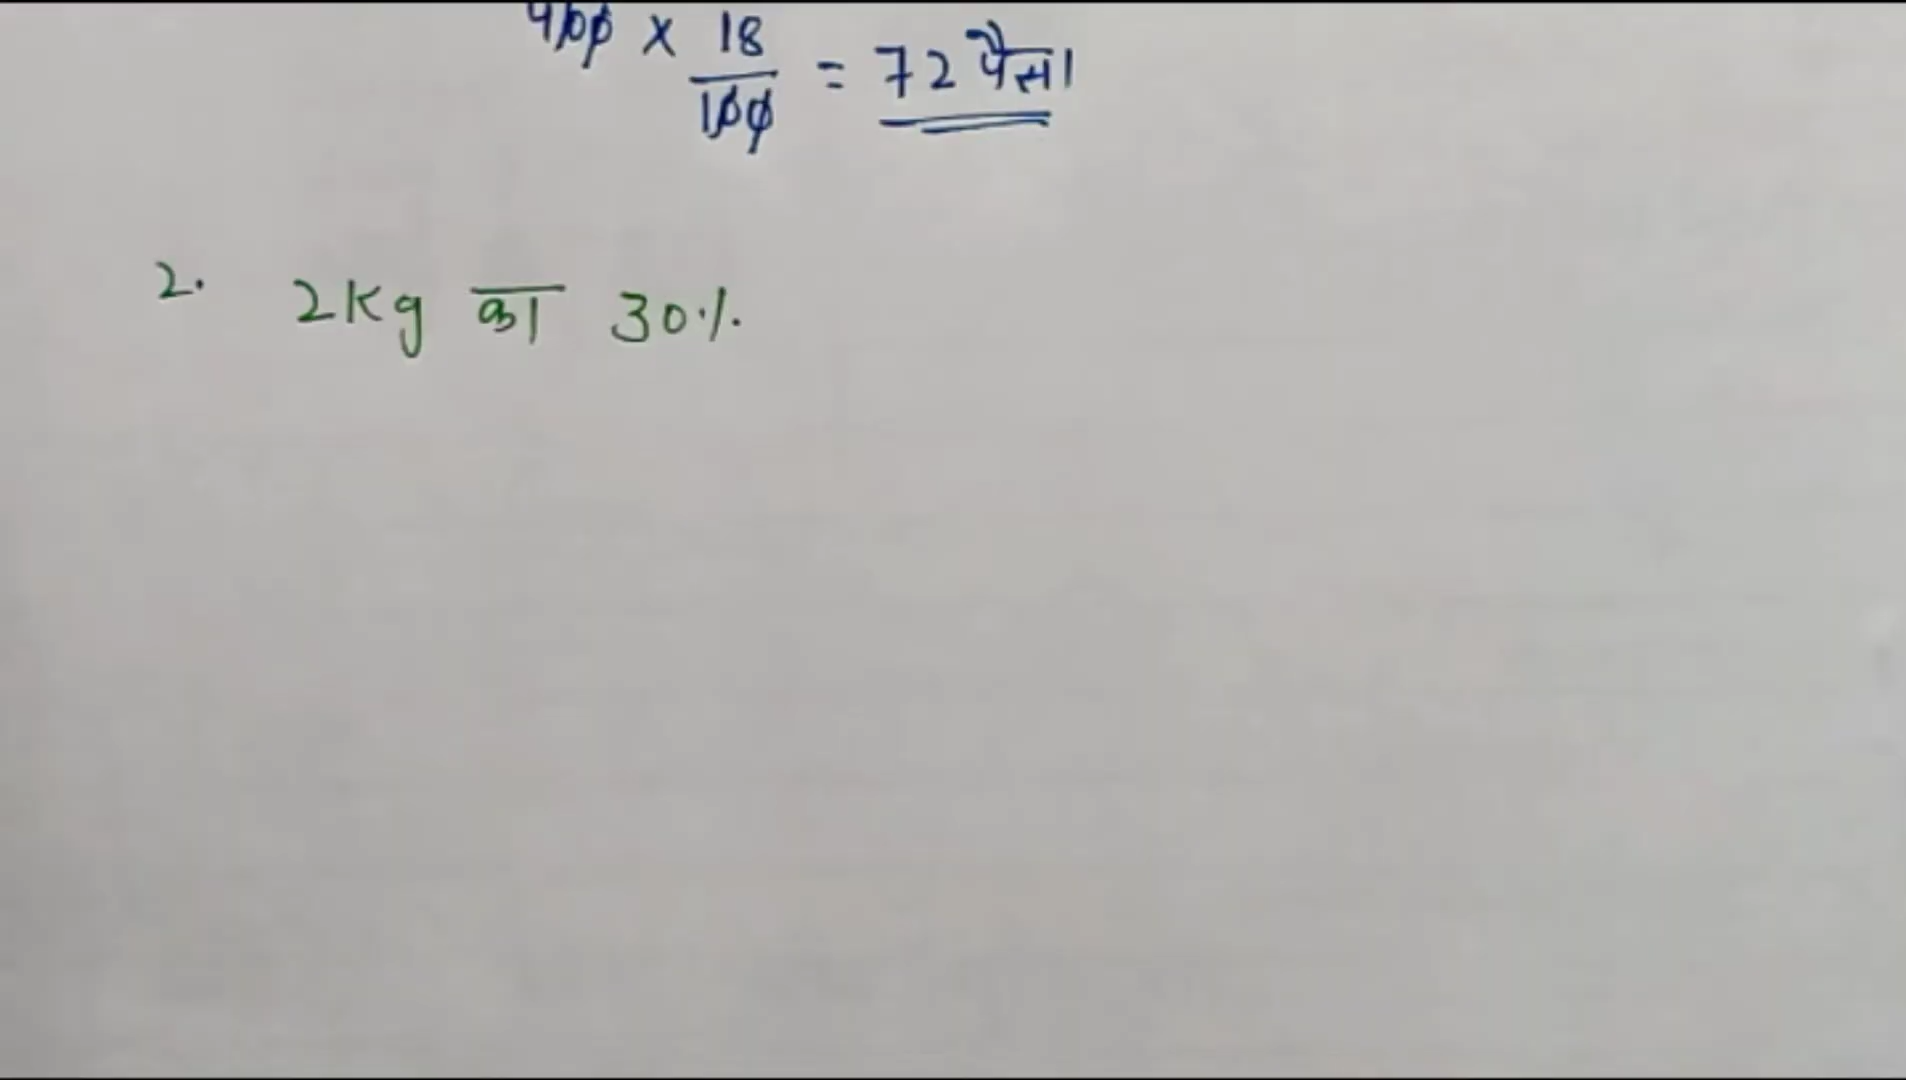 400 × 18/100 = 72 पैसा
2. 2Kg का 30%